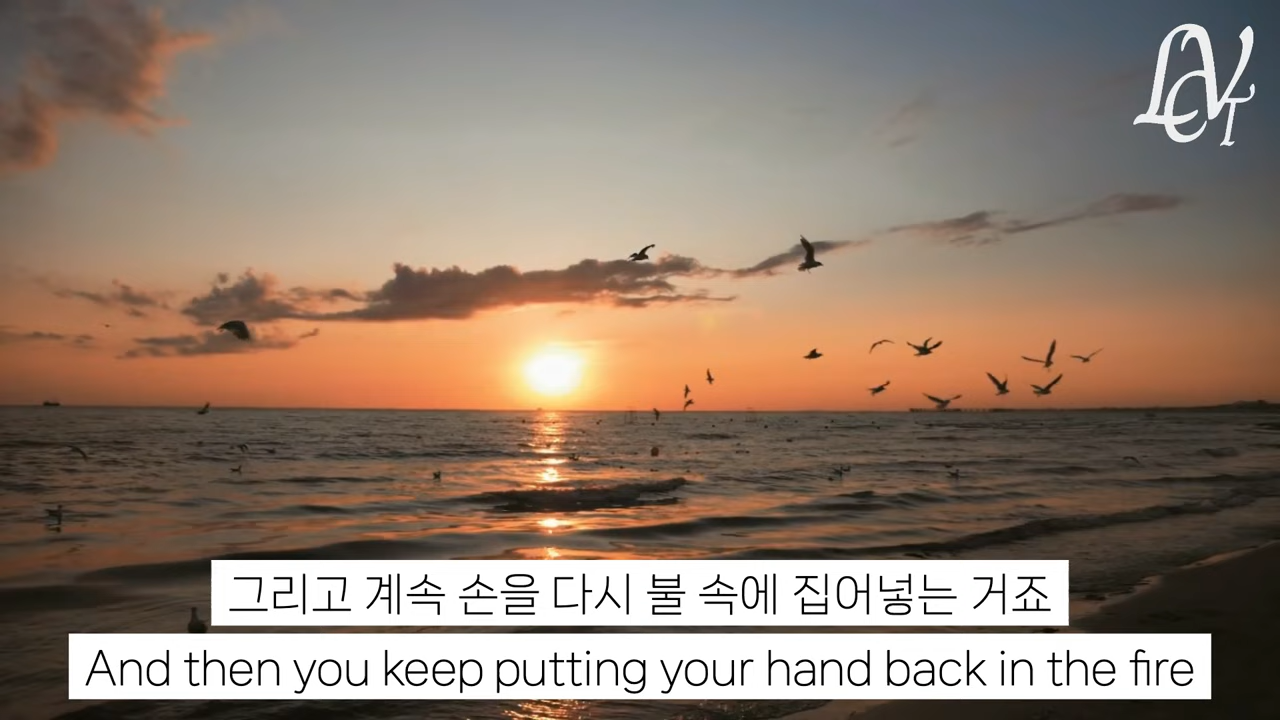 LCVT
그리고 계속 손을 다시 불 속에 집어넣는 거죠
And then you keep putting your hand back in the fire